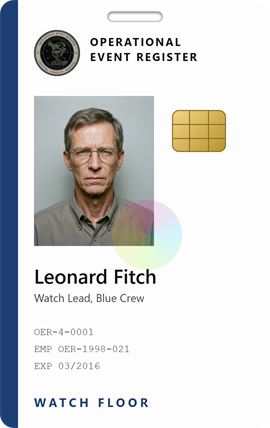 OPERATIONAL
EVENT REGISTER
Leonard Fitch
Watch Lead, Blue Crew
OER-4-0001
EMP OER-1998-021
EXP 03/2016
WATCH FLOOR